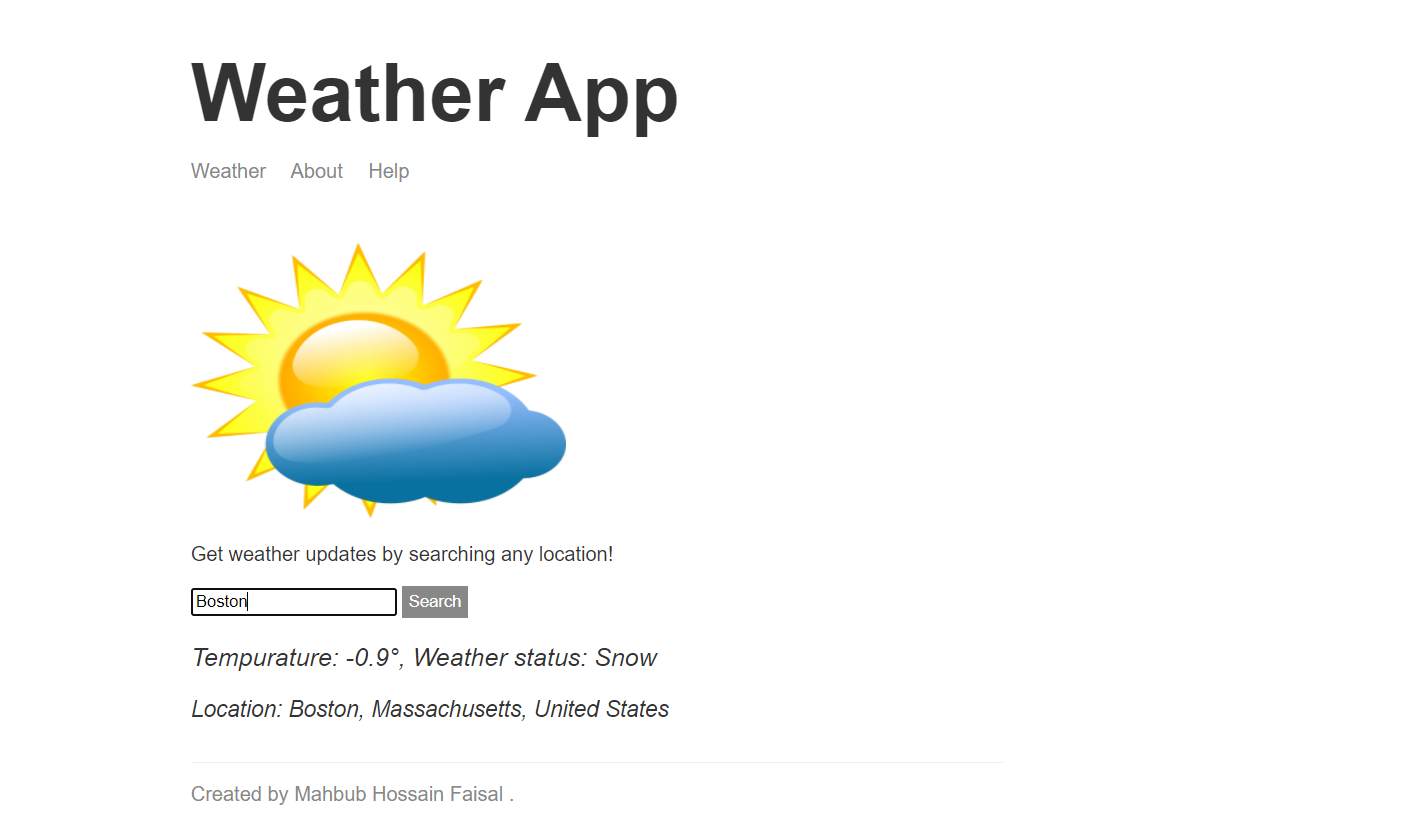 Weather App
Weather About Help
Get weather updates by searching any location!
Boston Search
Tempurature: -0.9°, Weather status: Snow
Location: Boston, Massachusetts, United States
Created by Mahbub Hossain Faisal .